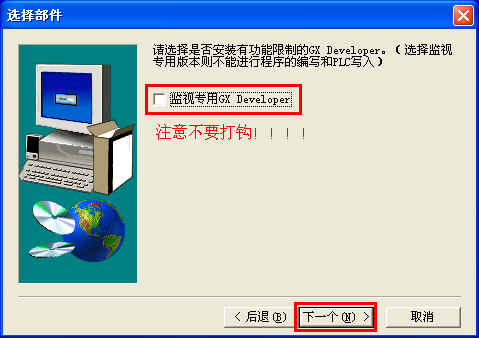 选择部件
请选择是否安装有功能限制的GX Developer。（选择监视
专用版本则不能进行程序的编写和PLC写入）
监视专用GX Developer
注意不要打钩！！！！
< 后退(B)
下一个(N) >
取消